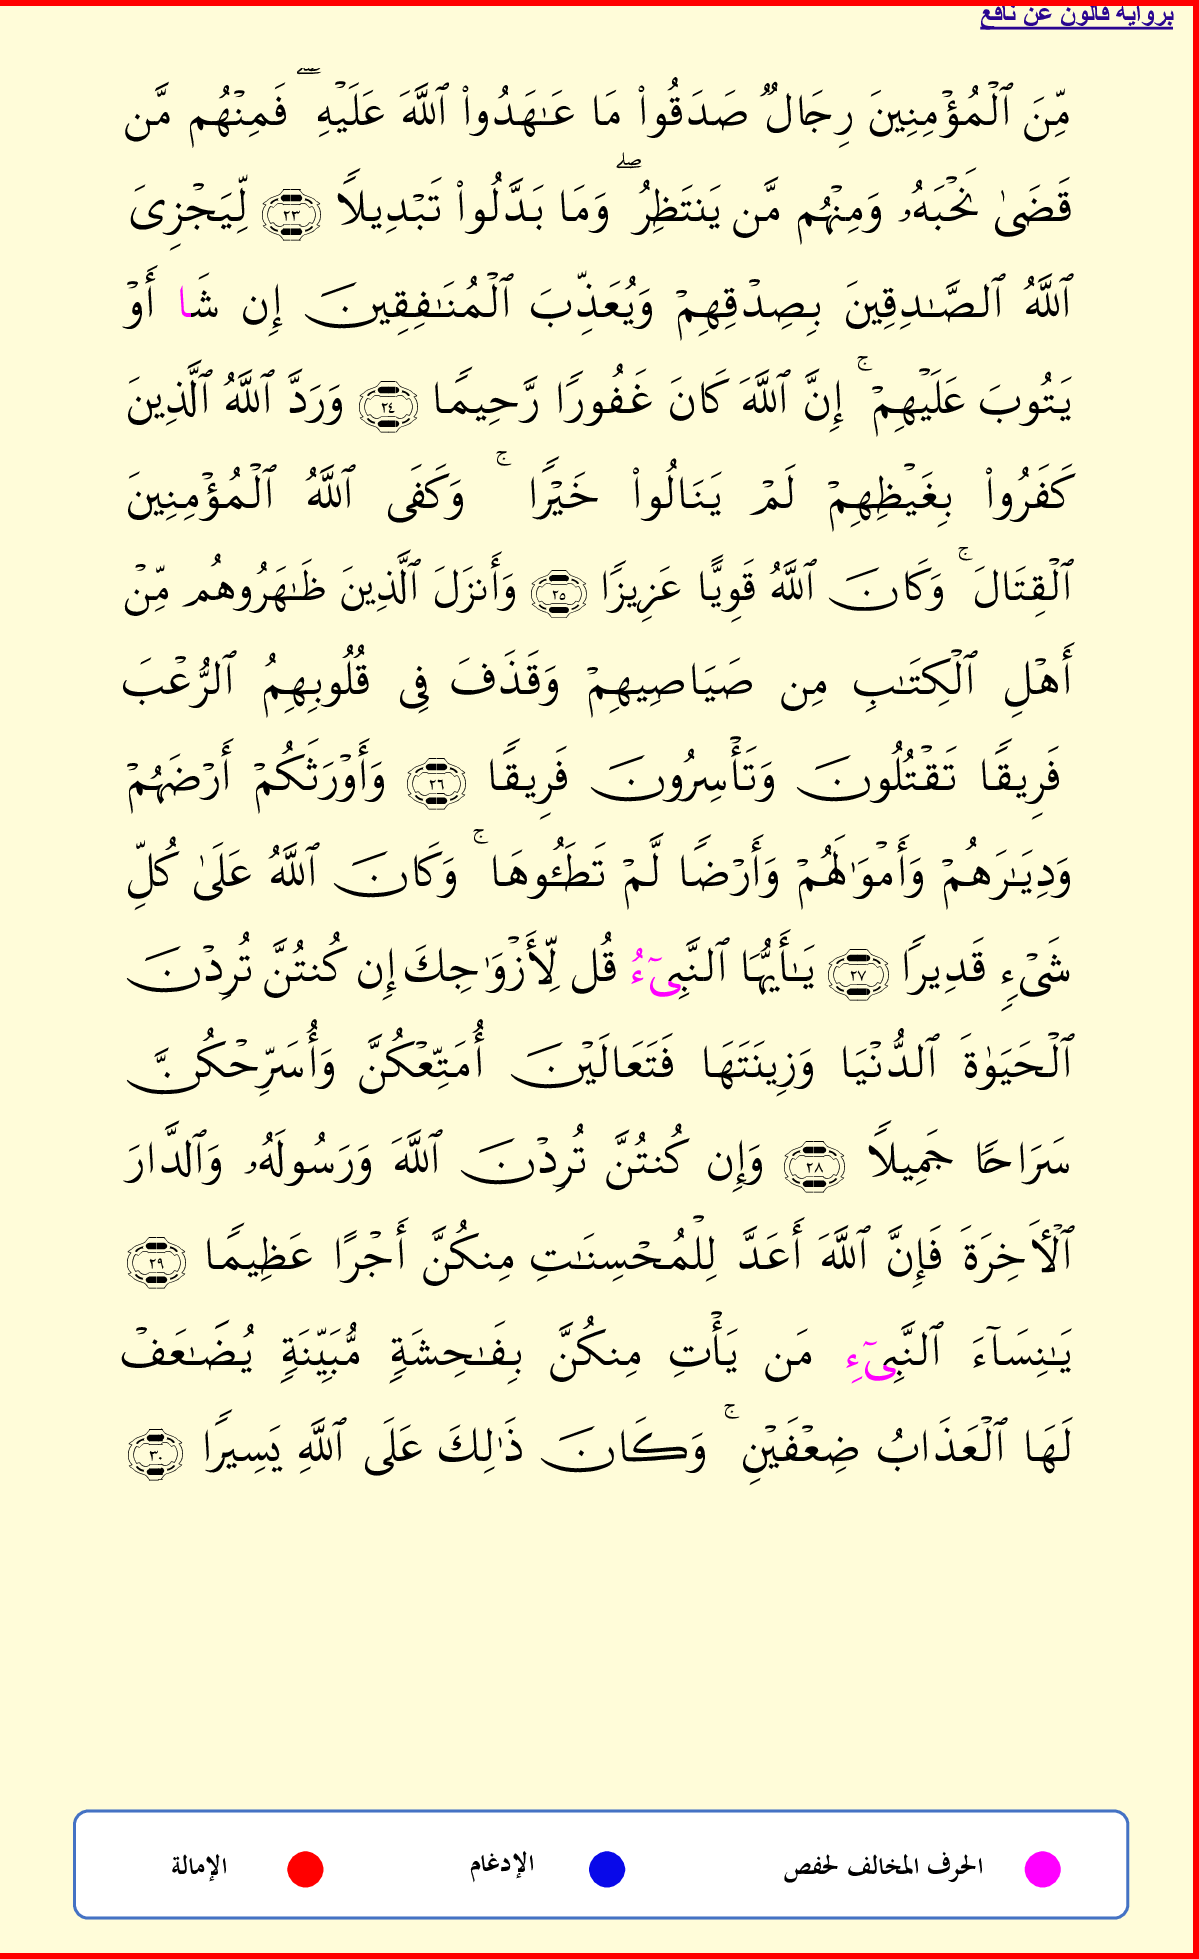 برواية قالون عن نافع
مِّنَ ٱلْمُؤْمِنِينَ رِجَالٌ صَدَقُواْ مَا عَٰهَدُواْ ٱللَّهَ عَلَيْهِ ۖ فَمِنْهُم مَّن
قَضَىٰ نَحْبَهُۥ وَمِنْهُم مَّن يَنتَظِرُ ۖ وَمَا بَدَّلُواْ تَبْدِيلًا ٢٣ لِّيَجْزِىَ
ٱللَّهُ ٱلصَّٰدِقِينَ بِصِدْقِهِمْ وَيُعَذِّبَ ٱلْمُنَٰفِقِينَ إِن شَا أَوْ
يَتُوبَ عَلَيْهِمْ ۚ إِنَّ ٱللَّهَ كَانَ غَفُورًا رَّحِيمًا ٢٤ وَرَدَّ ٱللَّهُ ٱلَّذِينَ
كَفَرُواْ بِغَيْظِهِمْ لَمْ يَنَالُواْ خَيْرًا ۚ وَكَفَى ٱللَّهُ ٱلْمُؤْمِنِينَ
ٱلْقِتَالَ ۚ وَكَانَ ٱللَّهُ قَوِيًّا عَزِيزًا ٢٥ وَأَنزَلَ ٱلَّذِينَ ظَٰهَرُوهُم مِّنْ
أَهْلِ ٱلْكِتَٰبِ مِن صَيَاصِيهِمْ وَقَذَفَ فِى قُلُوبِهِمُ ٱلرُّعْبَ
فَرِيقًا تَقْتُلُونَ وَتَأْسِرُونَ فَرِيقًا ٢٦ وَأَوْرَثَكُمْ أَرْضَهُمْ
وَدِيَٰرَهُمْ وَأَمْوَٰلَهُمْ وَأَرْضًا لَّمْ تَطَـُٔوهَا ۚ وَكَانَ ٱللَّهُ عَلَىٰ كُلِّ
شَىْءٍ قَدِيرًا ٢٧ يَٰأَيُّهَا ٱلنَّبِىٓءُ قُل لِّأَزْوَٰجِكَ إِن كُنتُنَّ تُرِدْنَ
ٱلْحَيَوٰةَ ٱلدُّنْيَا وَزِينَتَهَا فَتَعَالَيْنَ أُمَتِّعْكُنَّ وَأُسَرِّحْكُنَّ
سَرَاحًا جَمِيلًا ٢٨ وَإِن كُنتُنَّ تُرِدْنَ ٱللَّهَ وَرَسُولَهُۥ وَٱلدَّارَ
ٱلْأَخِرَةَ فَإِنَّ ٱللَّهَ أَعَدَّ لِلْمُحْسِنَٰتِ مِنكُنَّ أَجْرًا عَظِيمًا ٢٩
يَٰنِسَآءَ ٱلنَّبِىٓءِ مَن يَأْتِ مِنكُنَّ بِفَٰحِشَةٍ مُّبَيِّنَةٍ يُضَٰعَفْ
لَهَا ٱلْعَذَابُ ضِعْفَيْنِ ۚ وَكَانَ ذَٰلِكَ عَلَى ٱللَّهِ يَسِيرًا ٣٠
الحرف المخالف لحفص الإدغام الإمالة